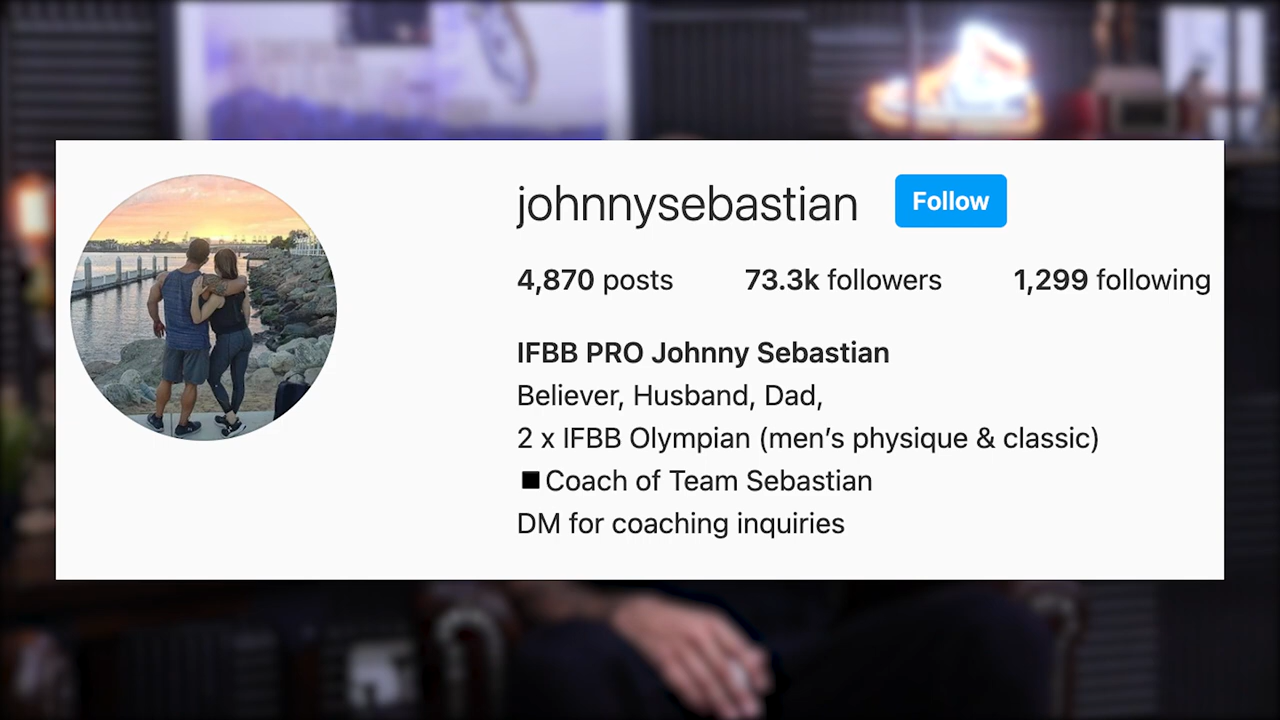 johnnysebastian Follow
4,870 posts 73.3k followers 1,299 following
IFBB PRO Johnny Sebastian
Believer, Husband, Dad,
2 x IFBB Olympian (men’s physique & classic)
■Coach of Team Sebastian
DM for coaching inquiries